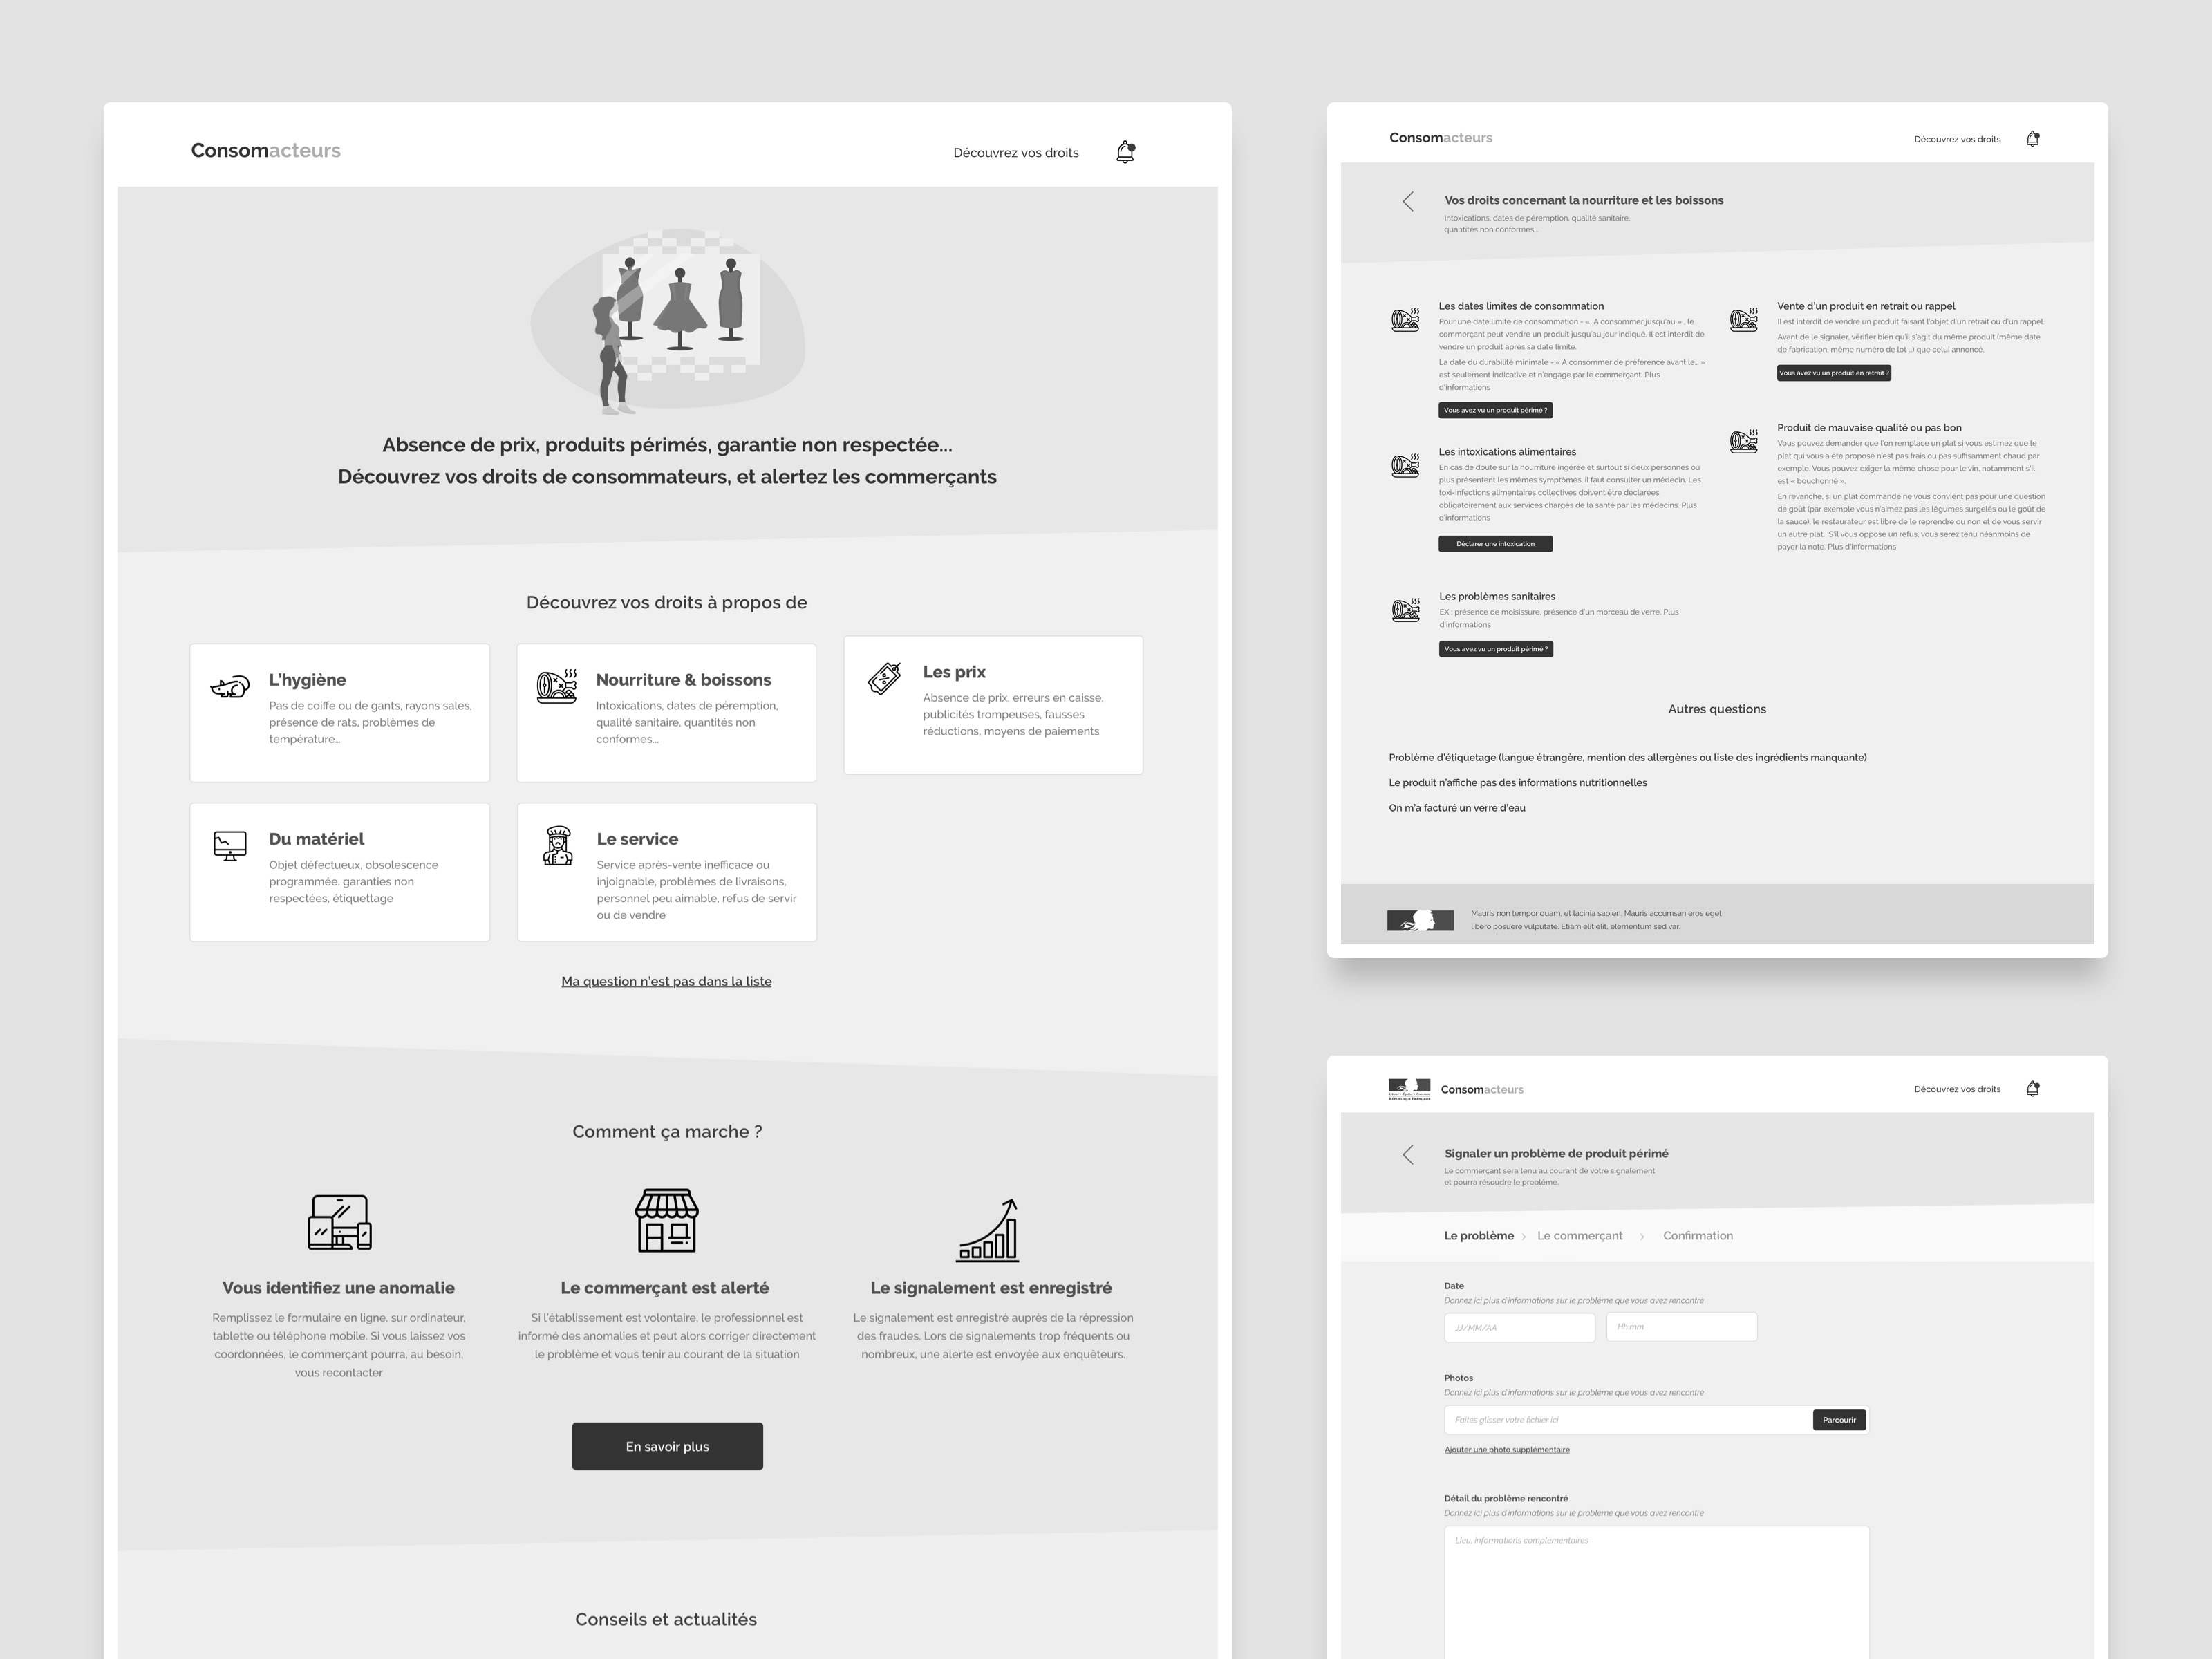 Consomacteurs
Découvrez vos droits
Absence de prix, produits périmés, garantie non respectée...
Découvrez vos droits de consommateurs, et alertez les commerçants
Découvrez vos droits à propos de
L'hygiène
Pas de coiffe ou de gants, rayons sales,
présence de rats, problèmes de
température...
Nourriture & boissons
Intoxications, dates de péremption,
qualité sanitaire, quantités non
conformes...
Les prix
Absence de prix, erreurs en caisse,
publicités trompeuses, fausses
réductions, moyens de paiements
Du matériel
Objet défectueux, obsolescence
programmée, garanties non
respectées, étiquettage
Le service
Service après-vente inefficace ou
injoignable, problèmes de livraisons,
personnel peu aimable, refus de servir
ou de vendre
Ma question n'est pas dans la liste
Comment ça marche ?
Vous identifiez une anomalie
Remplissez le formulaire en ligne, sur ordinateur,
tablette ou téléphone mobile. Si vous laissez vos
coordonnées, le commerçant pourra, au besoin,
vous recontacter
Le commerçant est alerté
Si l'établissement est volontaire, le professionnel est
informé des anomalies et peut alors corriger directement
le problème et vous tenir au courant de la situation
Le signalement est enregistré
Le signalement est enregistré auprès de la répression
des fraudes. Lors de signalements trop fréquents ou
nombreux, une alerte est envoyée aux enquêteurs.
En savoir plus
Conseils et actualités
Consomacteurs
Découvrez vos droits
Vos droits concernant la nourriture et les boissons
Intoxications, dates de péremption, qualité sanitaire,
quantités non conformes...
Les dates limites de consommation
Pour une date limite de consommation - « A consommer jusqu'au » , le
commerçant peut vendre un produit jusqu'au jour indiqué. Il est interdit de
vendre un produit après sa date limite.
La date du durabilité minimale - « A consommer de préférence avant le... »
est seulement indicative et n'engage par le commerçant. Plus
d'informations
Vous avez vu un produit périmé ?
Les intoxications alimentaires
En cas de doute sur la nourriture ingérée et surtout si deux personnes ou
plus présentent les mêmes symptômes, il faut consulter un médecin. Les
toxi-infections alimentaires collectives doivent être déclarées
obligatoirement aux services chargés de la santé par les médecins. Plus
d'informations
Déclarer une intoxication
Les problèmes sanitaires
EX : présence de moisissure, présence d'un morceau de verre. Plus
d'informations
Vous avez vu un produit périmé ?
Vente d'un produit en retrait ou rappel
Il est interdit de vendre un produit faisant l'objet d'un retrait ou d'un rappel.
Avant de le signaler, vérifier bien qu'il s'agit du même produit (même date
de fabrication, même numéro de lot ...) que celui annoncé.
Vous avez vu un produit en retrait ?
Produit de mauvaise qualité ou pas bon
Vous pouvez demander que l'on remplace un plat si vous estimez que le
plat qui vous a été proposé n'est pas frais ou pas suffisamment chaud par
exemple. Vous pouvez exiger la même chose pour le vin, notamment s'il
est « bouchonné ».
En revanche, si un plat commandé ne vous convient pas pour une question
de goût (par exemple vous n'aimez pas les légumes surgelés ou le goût de
la sauce), le restaurateur est libre de le reprendre ou non et de vous servir
un autre plat. S'il vous oppose un refus, vous serez tenu néanmoins de
payer la note. Plus d'informations
Autres questions
Problème d'étiquetage (langue étrangère, mention des allergènes ou liste des ingrédients manquante)
Le produit n'affiche pas des informations nutritionnelles
On m'a facturé un verre d'eau
Mauris non tempor quam, et lacinia sapien. Mauris accumsan eros eget
libero posuere vulputate. Etiam elit elit, elementum sed var.
RÉPUBLIQUE FRANÇAISE
Consomacteurs
Découvrez vos droits
Signaler un problème de produit périmé
Le commerçant sera tenu au courant de votre signalement
et pourra résoudre le problème.
Le problème > Le commerçant > Confirmation
Date
Donnez ici plus d'informations sur le problème que vous avez rencontré
JJ/MM/AA
Hh:mm
Photos
Donnez ici plus d'informations sur le problème que vous avez rencontré
Faites glisser votre fichier ici
Parcourir
Ajouter une photo supplémentaire
Détail du problème rencontré
Donnez ici plus d'informations sur le problème que vous avez rencontré
Lieu, informations complémentaires